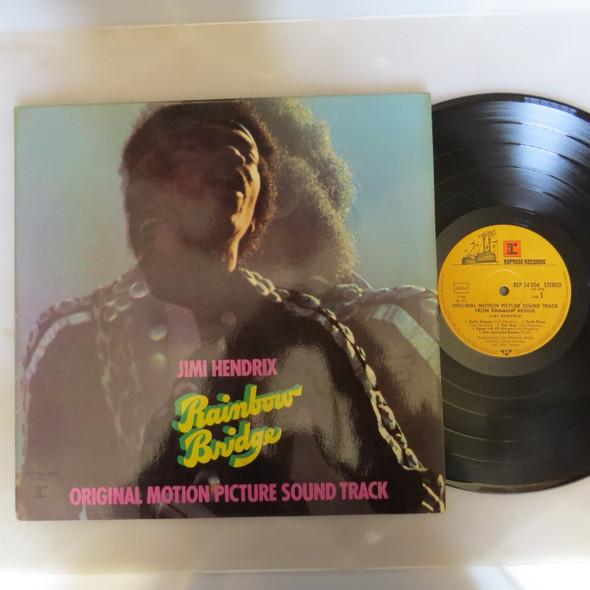 JIMI HENDRIX
Rainbow
Bridge
ORIGINAL MOTION PICTURE SOUND TRACK
REPRISE RECORDS
REP 54 004 STEREO
SIDE 1
ORIGINAL MOTION PICTURE SOUND TRACK
FROM RAINBOW BRIDGE
JIMI HENDRIX